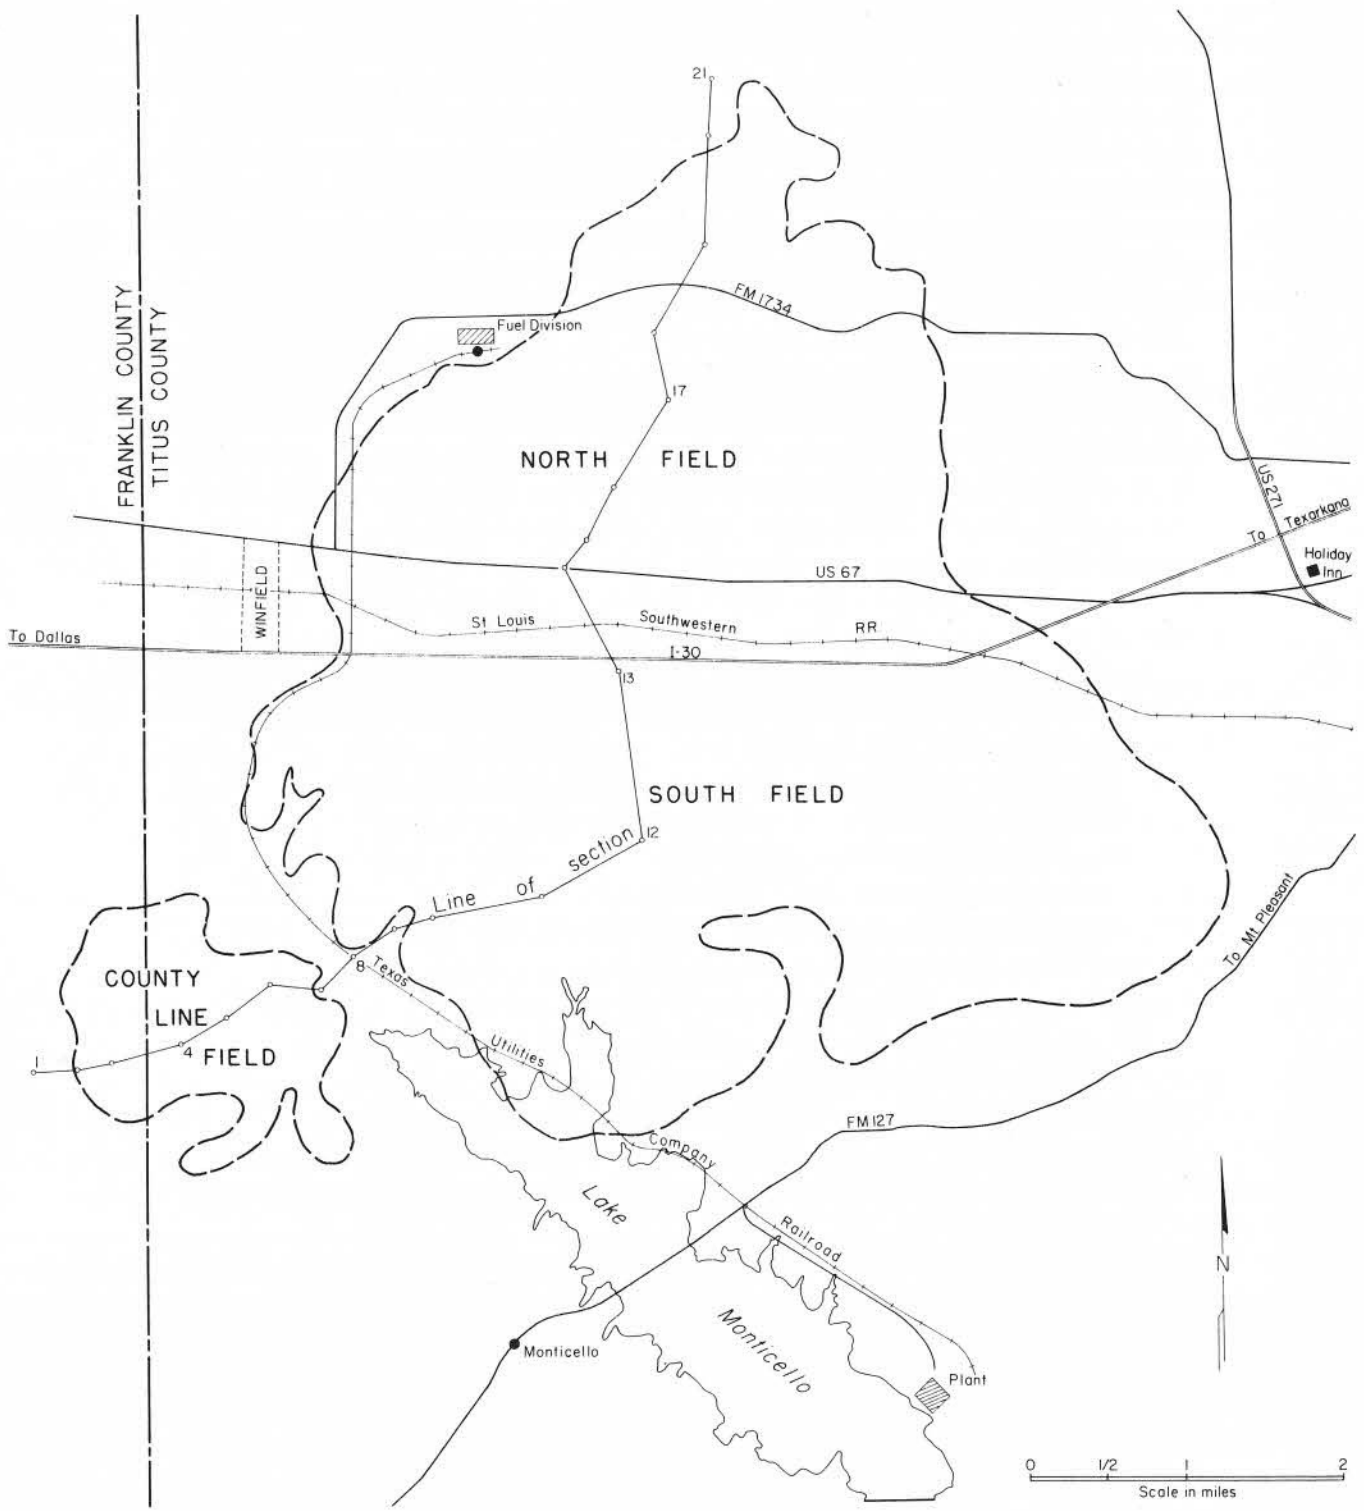 21
FM 1734
Fuel Division
FRANKLIN COUNTY
TITUS COUNTY
17
NORTH FIELD
US 271
To Texarkana
Holiday
Inn
US 67
WINFIELD
St Louis Southwestern RR
To Dallas
I-30
13
SOUTH FIELD
12
Line of section
To Mt Pleasant
COUNTY
LINE
FIELD
8
4
1
Texas Utilities Company Railroad
FM 127
Lake Monticello
N
Monticello
Plant
0 1/2 1 2
Scale in miles